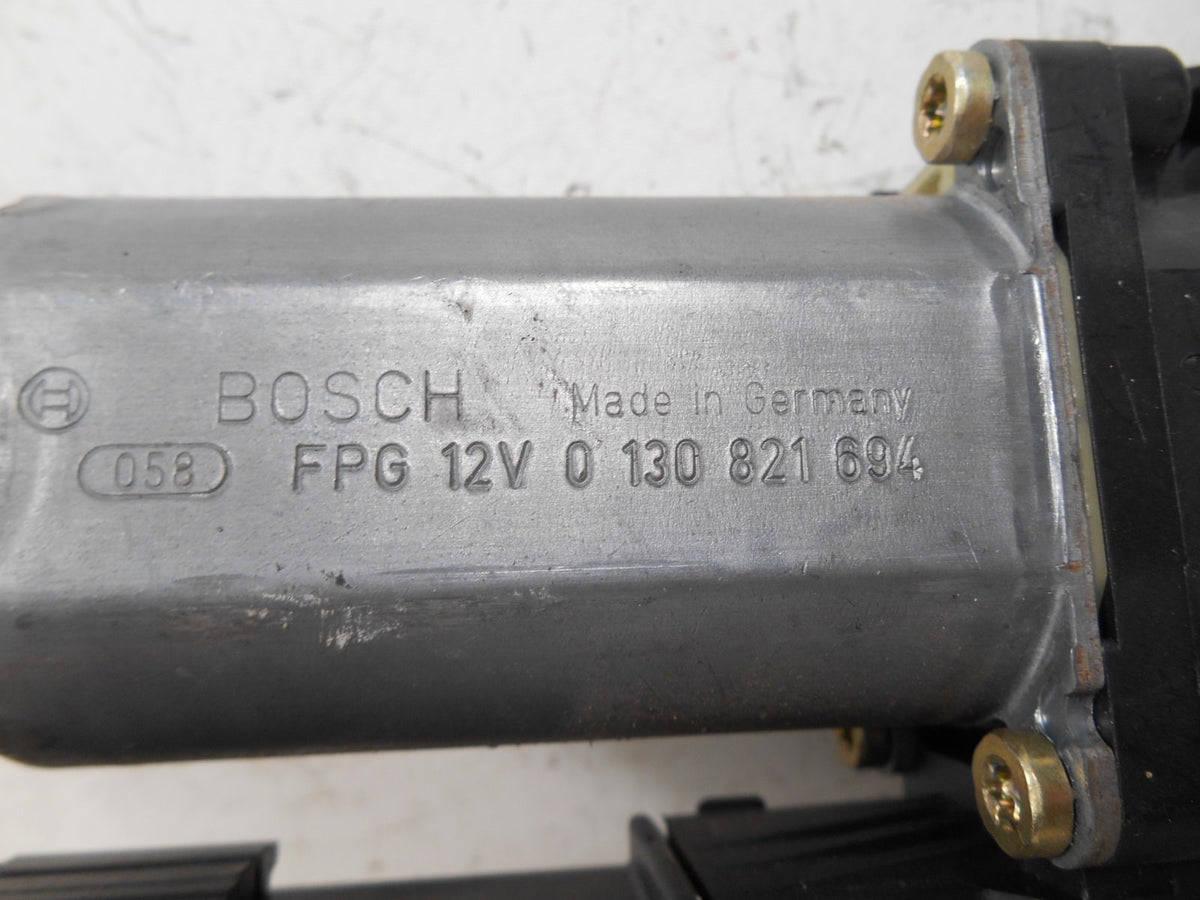 BOSCH Made in Germany
058 FPG 12V 0 130 821 694